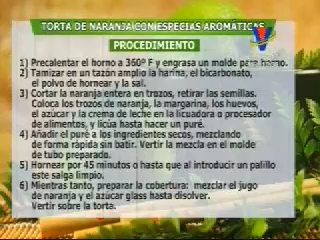 TORTA DE NARANJA CON ESPECIAS AROMÁTICAS
PROCEDIMIENTO
1) Precalentar el horno a 360º F y engrasa un molde para horno.
2) Tamizar en un tazón amplio la harina, el bicarbonato,
el polvo de hornear y la sal.
3) Cortar la naranja entera en trozos, retirar las semillas.
Coloca los trozos de naranja, la margarina, los huevos,
el azúcar y la crema de leche en la licuadora o procesador
de alimentos, y licúa hasta hacer un puré.
4) Añadir el puré a los ingredientes secos, mezclando
de forma rápida sin batir. Vertir la mezcla en el molde
de tubo preparado.
5) Hornear por 45 minutos o hasta que al introducir un palillo
este salga limpio.
6) Mientras tanto, preparar la cobertura: mezclar el jugo
de naranja y el azúcar glass hasta disolver.
Vertir sobre la torta.